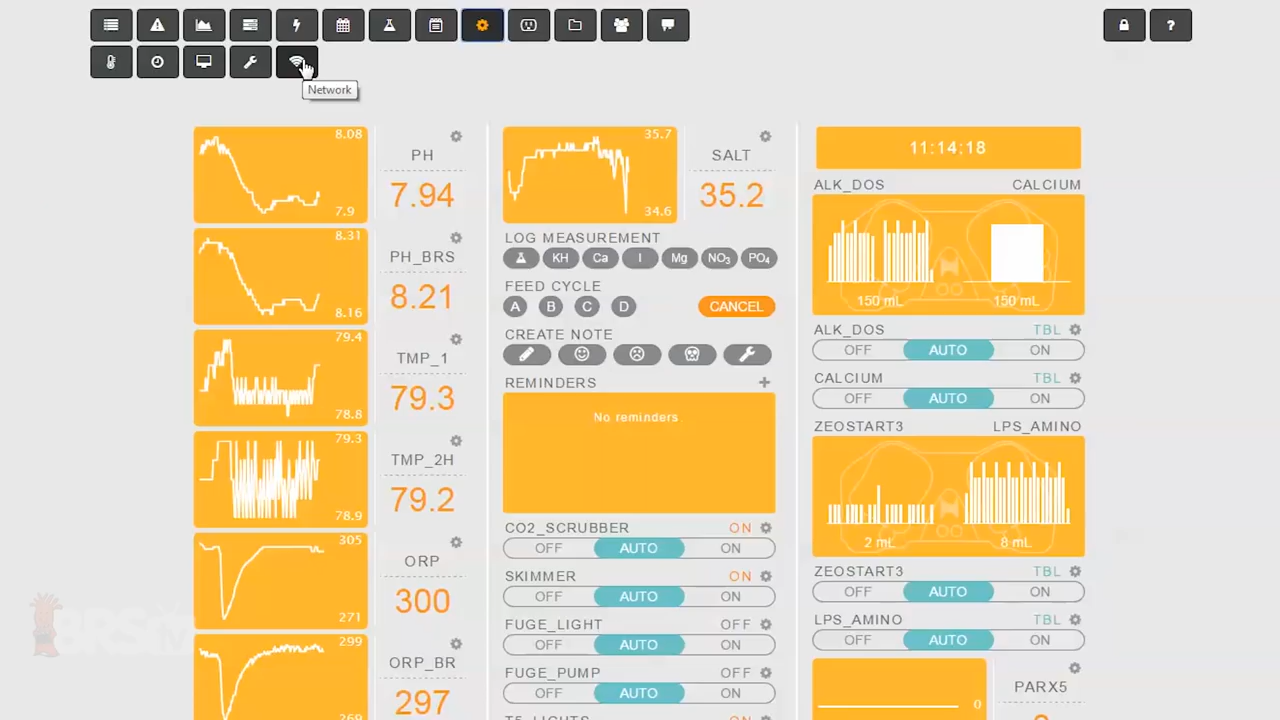 ?
Network
8.08
7.9
PH
7.94
8.31
8.16
PH_BRS
8.21
79.4
78.8
TMP_1
79.3
79.3
78.9
TMP_2H
79.2
305
271
ORP
300
299
269
ORP_BR
297
35.7
34.6
SALT
35.2
LOG MEASUREMENT
KH Ca I Mg NO3 PO4
FEED CYCLE
A B C D CANCEL
CREATE NOTE
REMINDERS +
No reminders
CO2_SCRUBBER ON
OFF AUTO ON
SKIMMER ON
OFF AUTO ON
FUGE_LIGHT OFF
OFF AUTO ON
FUGE_PUMP OFF
OFF AUTO ON
T5_LIGHTS ON
11:14:18
ALK_DOS CALCIUM
150 mL 150 mL
ALK_DOS TBL
OFF AUTO ON
CALCIUM TBL
OFF AUTO ON
ZEOSTART3 LPS_AMINO
2 mL 8 mL
ZEOSTART3 TBL
OFF AUTO ON
LPS_AMINO TBL
OFF AUTO ON
0
PARX5
BRS TV